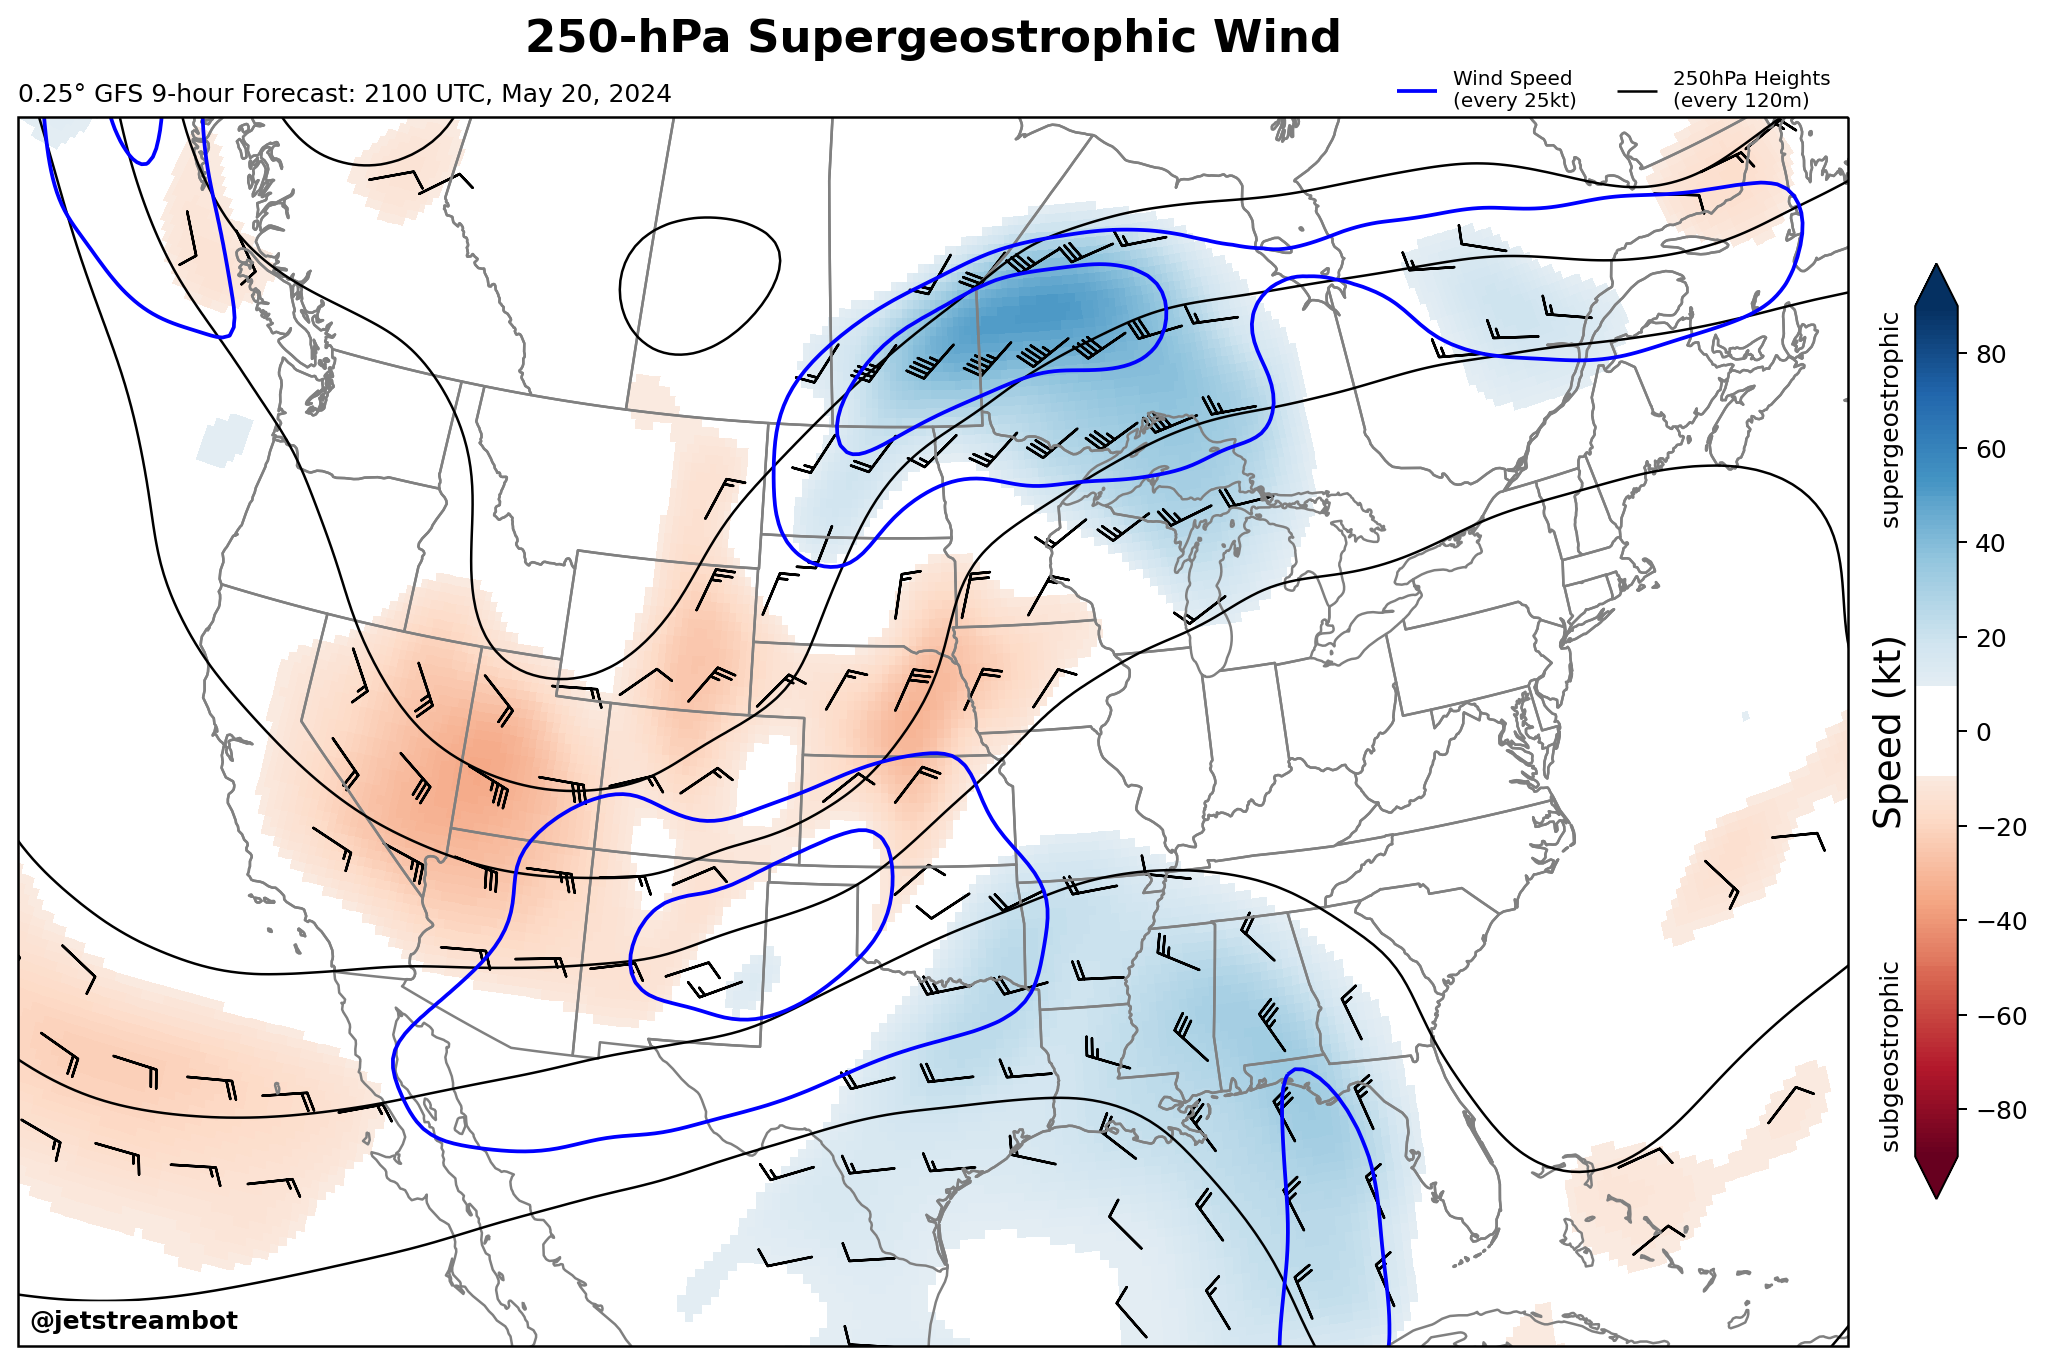 250-hPa Supergeostrophic Wind
0.25° GFS 9-hour Forecast: 2100 UTC, May 20, 2024
Wind Speed
(every 25kt)
250hPa Heights
(every 120m)
supergeostrophic
subgeostrophic
Speed (kt)
80
60
40
20
0
−20
−40
−60
−80
@jetstreambot